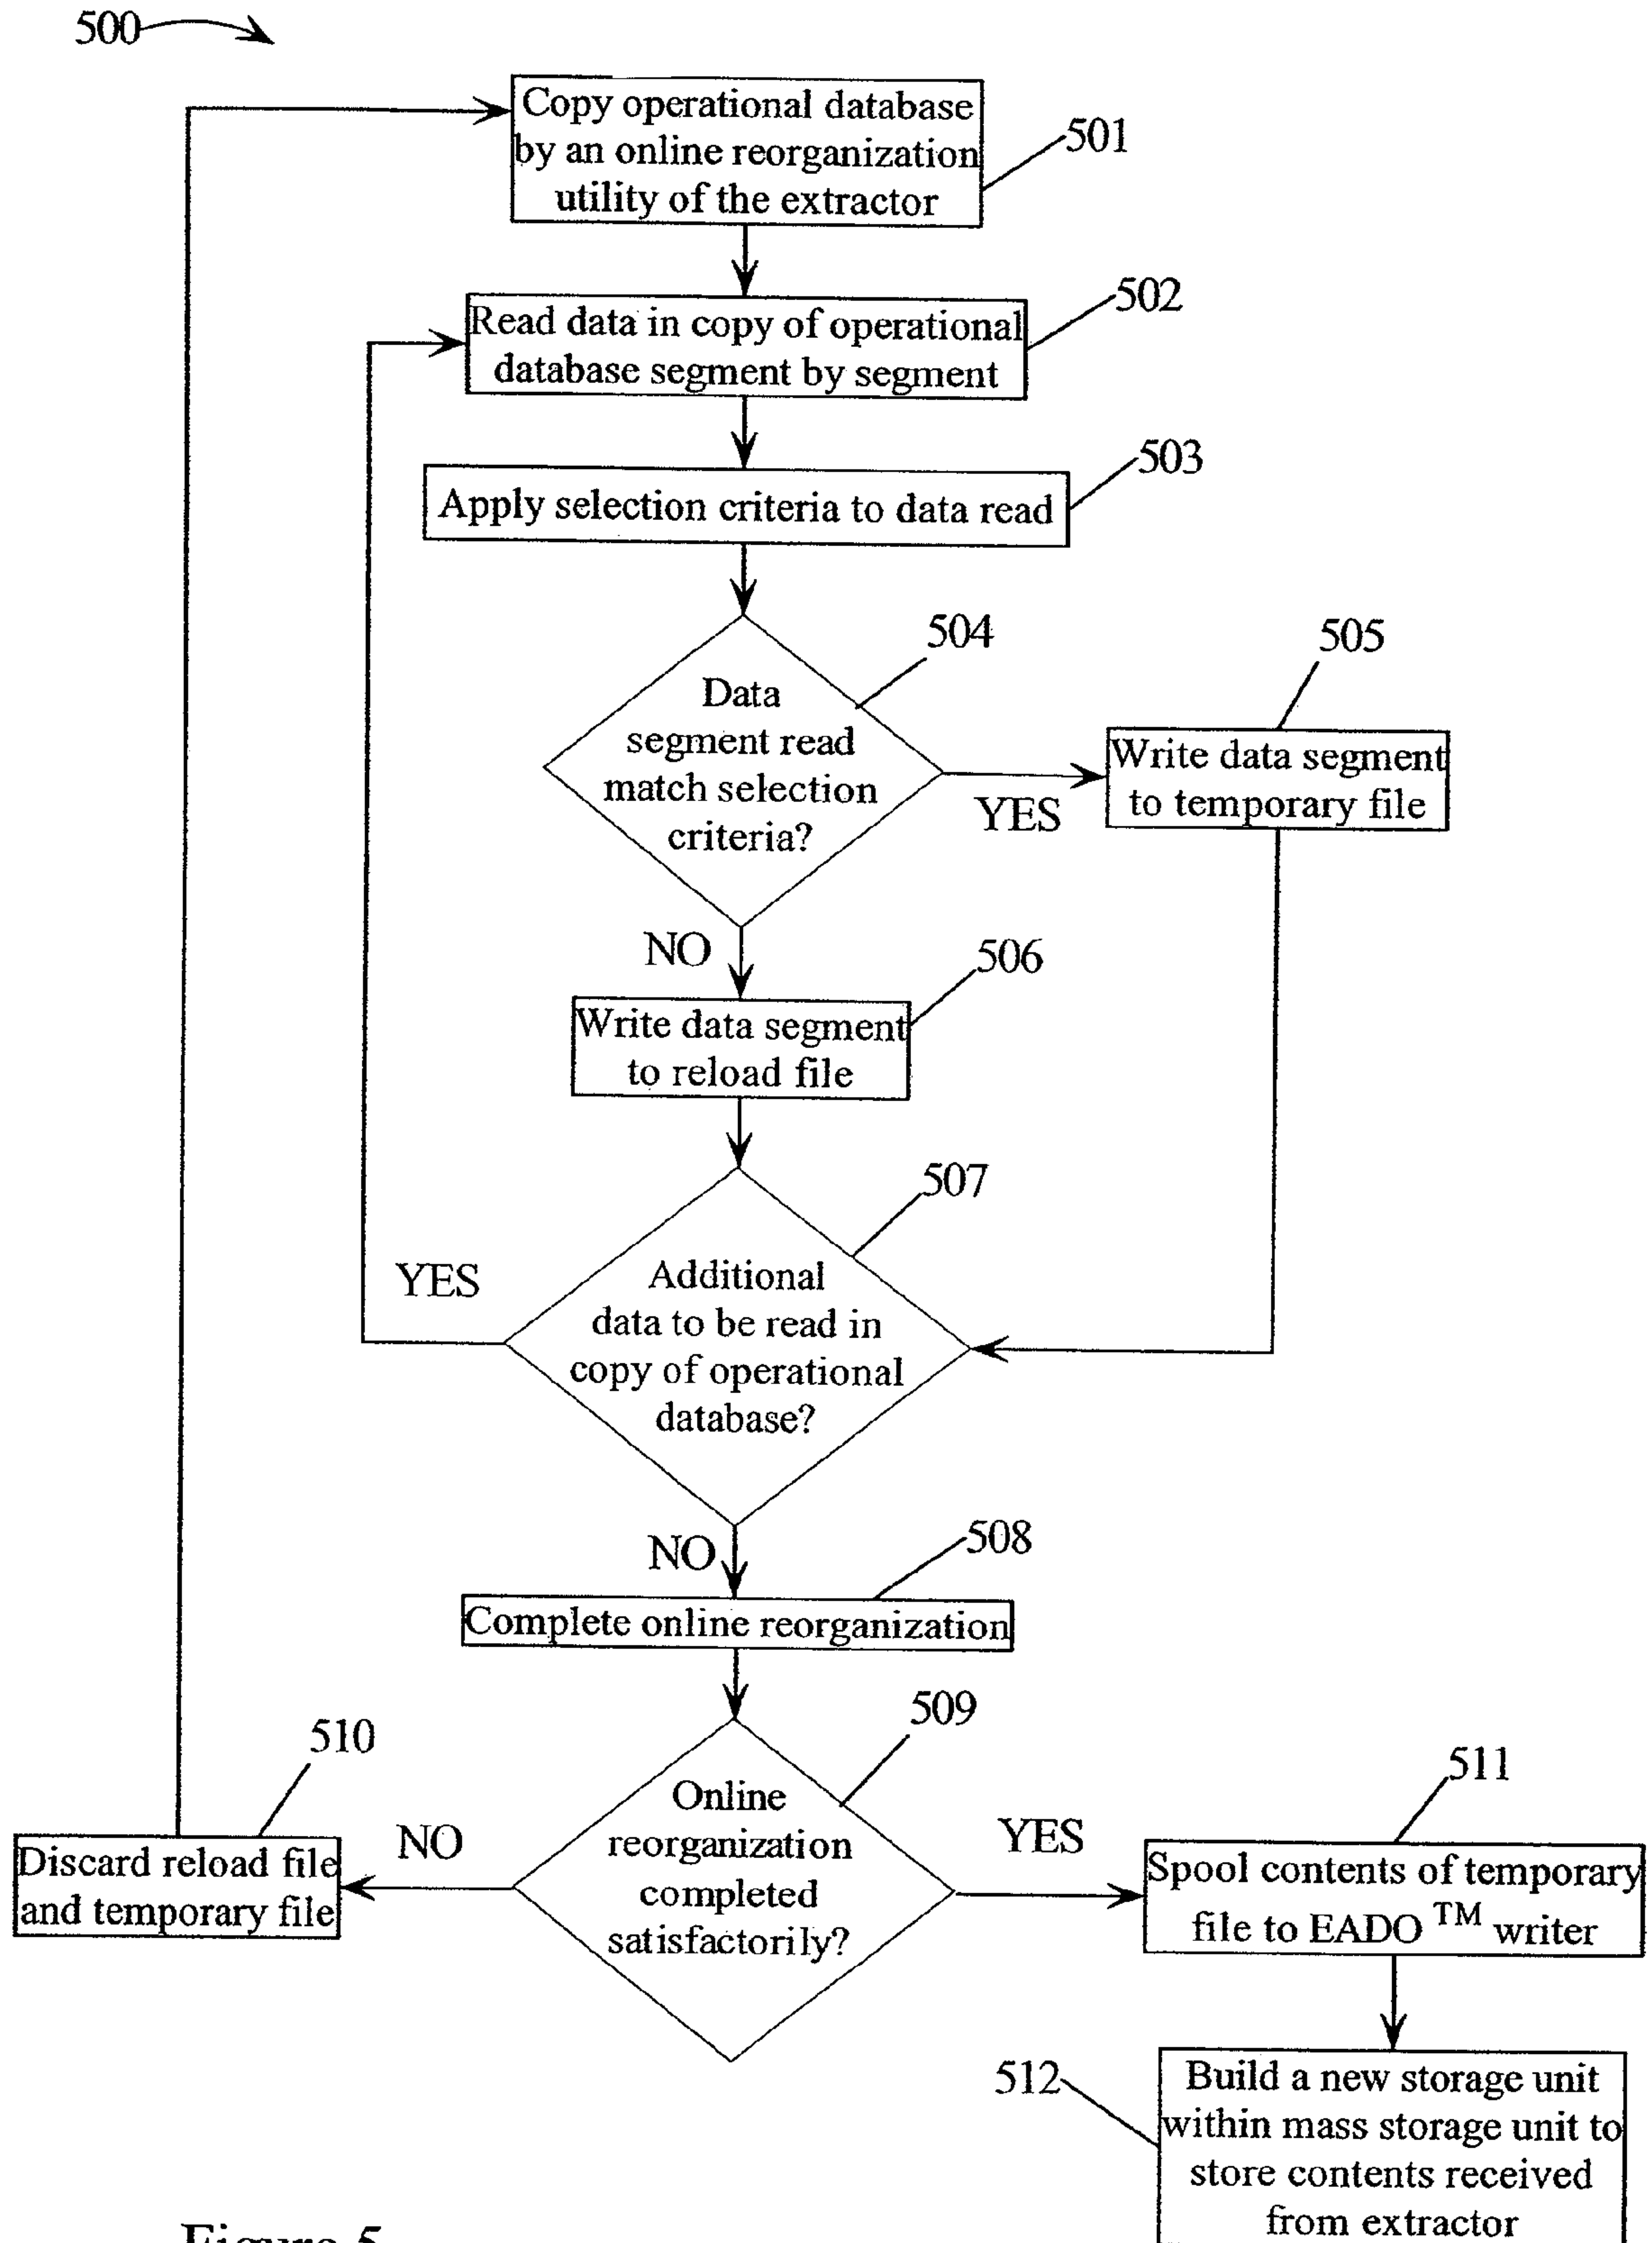 500
Copy operational database
by an online reorganization
utility of the extractor
501
Read data in copy of operational
database segment by segment
502
Apply selection criteria to data read
503
Data
segment read
match selection
criteria?
504
YES
Write data segment
to temporary file
505
NO
Write data segment
to reload file
506
Additional
data to be read in
copy of operational
database?
507
YES
NO
Complete online reorganization
508
Online
reorganization
completed
satisfactorily?
509
NO
Discard reload file
and temporary file
510
YES
Spool contents of temporary
file to EADO TM writer
511
Build a new storage unit
within mass storage unit to
store contents received
from extractor
512
Figure 5